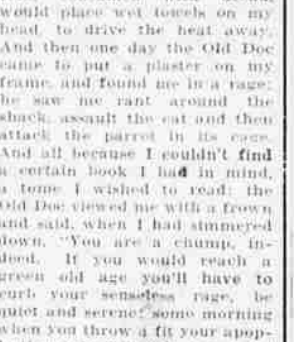 would place wet towels on my
head, to drive the heat away.
And then one day the Old Doc
came to put a plaster on my
frame, and found me in a rage;
he saw me rant around the
shack, assault the cat and then
attack the parrot in its cage.
And all because I couldn't find
a certain book I had in mind,
a tome I wished to read; the
Old Doc viewed me with a frown
and said, when I had simmered
down, "You are a chump, in-
deed. If you would reach a
green old age you'll have to
curb your senseless rage, be
quiet and serene; some morning
when you throw a fit your apop-